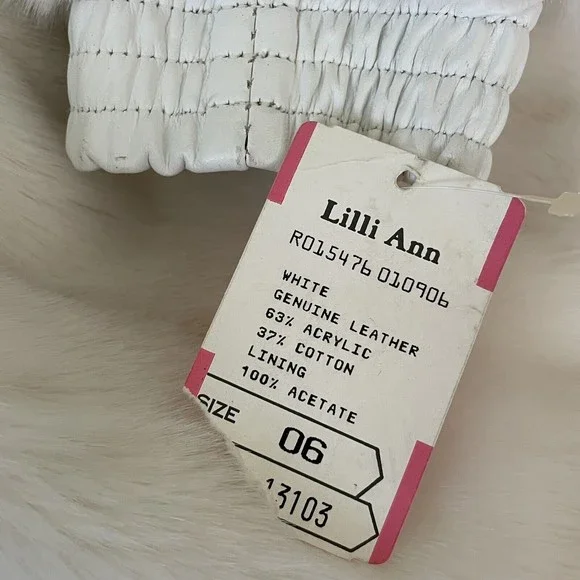 Lilli Ann
R015476 010906
WHITE
GENUINE LEATHER
63% ACRYLIC
37% COTTON
LINING
100% ACETATE
SIZE 06
13103